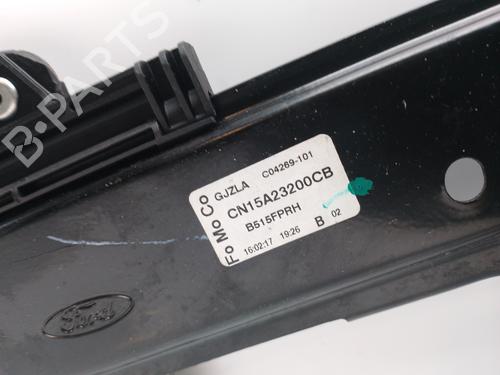 FoMoCo
GJZLA C04269-101
CN15A23200CB
B515FPRH
16:02:17 19:26 B 02
Ford
B-PARTS